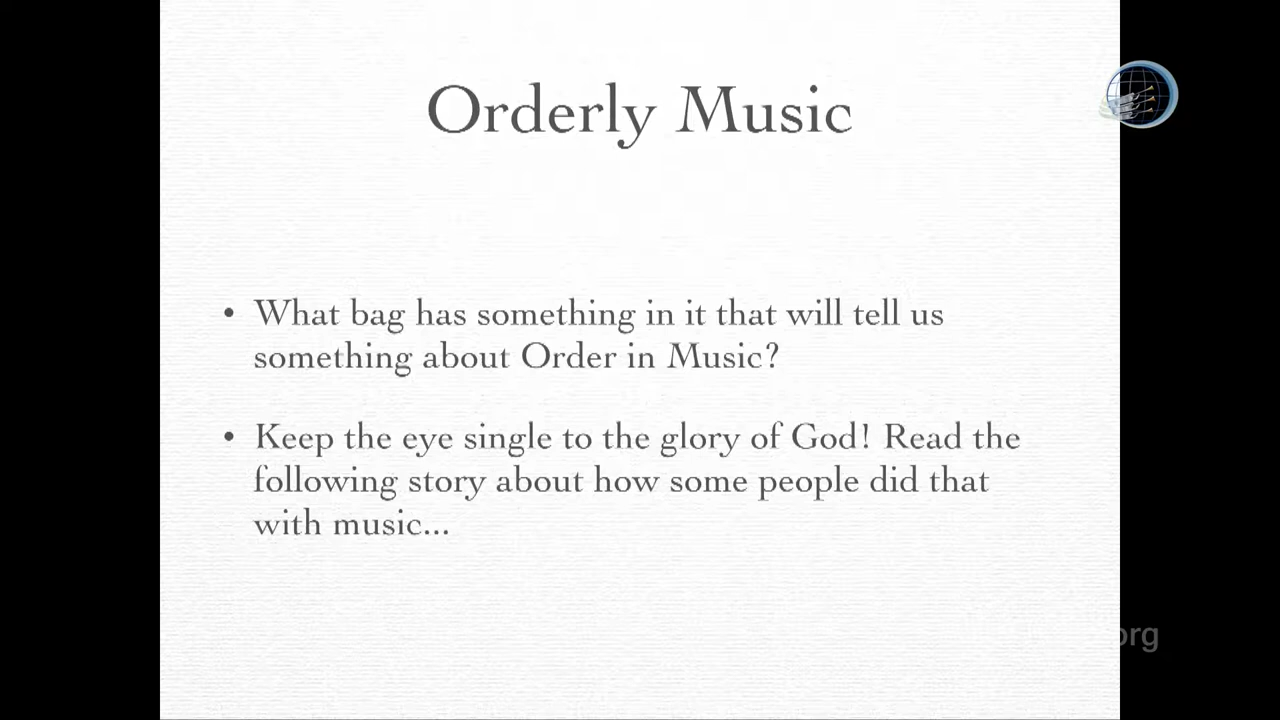 Orderly Music
• What bag has something in it that will tell us
something about Order in Music?
• Keep the eye single to the glory of God! Read the
following story about how some people did that
with music...
org